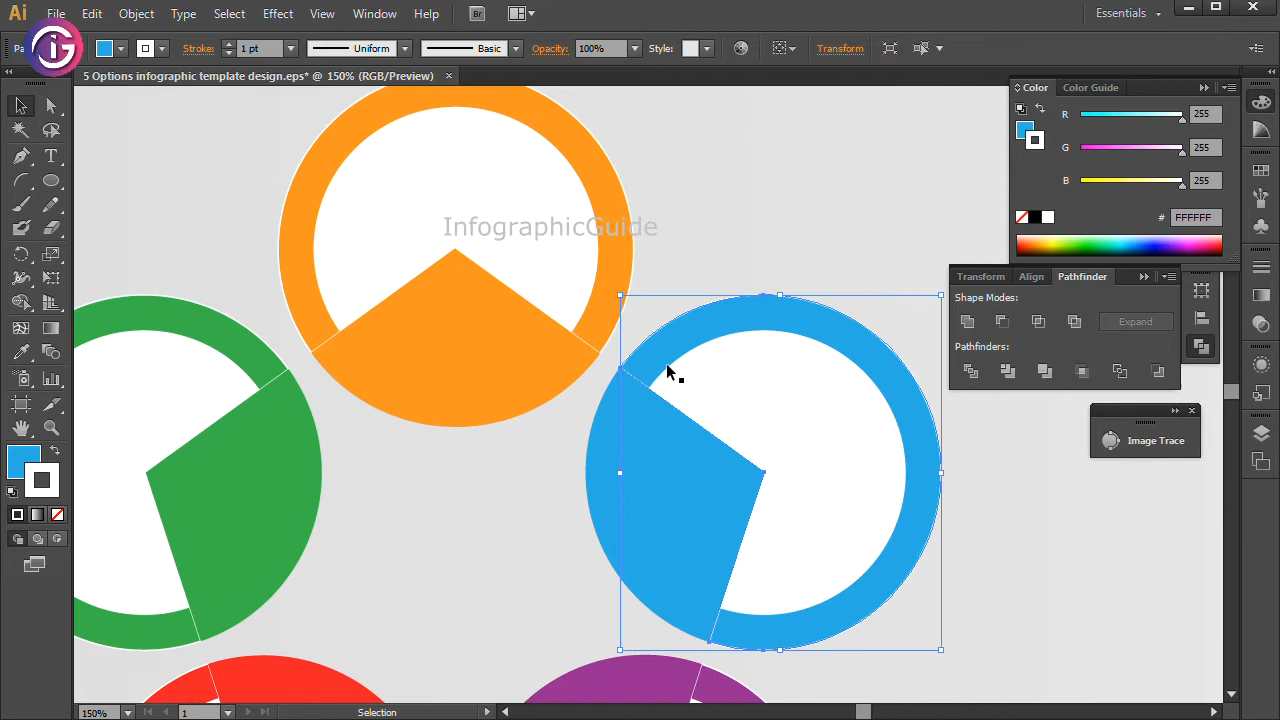 Ai File Edit Object Type Select Effect View Window Help Br Essentials
Stroke: 1 pt Uniform Basic Opacity: 100% Style: Transform
5 Options infographic template design.eps* @ 150% (RGB/Preview)
Color Color Guide
R 255
G 255
B 255
# FFFFFF
InfographicGuide
Transform Align Pathfinder
Shape Modes:
Expand
Pathfinders:
Image Trace
150% 1 Selection